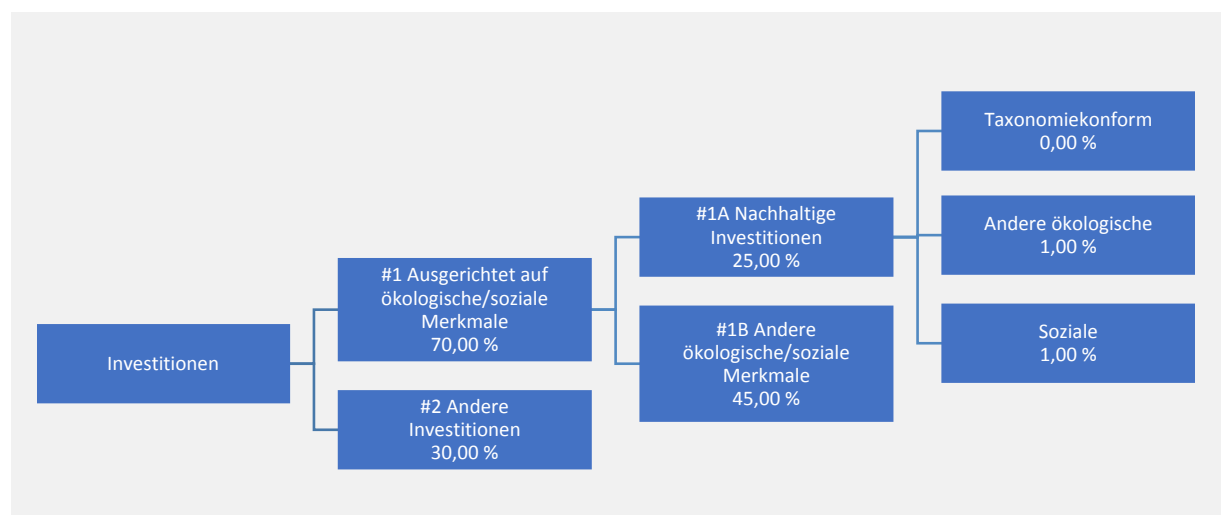 Investitionen
#1 Ausgerichtet auf
ökologische/soziale
Merkmale
70,00 %
#2 Andere
Investitionen
30,00 %
#1A Nachhaltige
Investitionen
25,00 %
#1B Andere
ökologische/soziale
Merkmale
45,00 %
Taxonomiekonform
0,00 %
Andere ökologische
1,00 %
Soziale
1,00 %